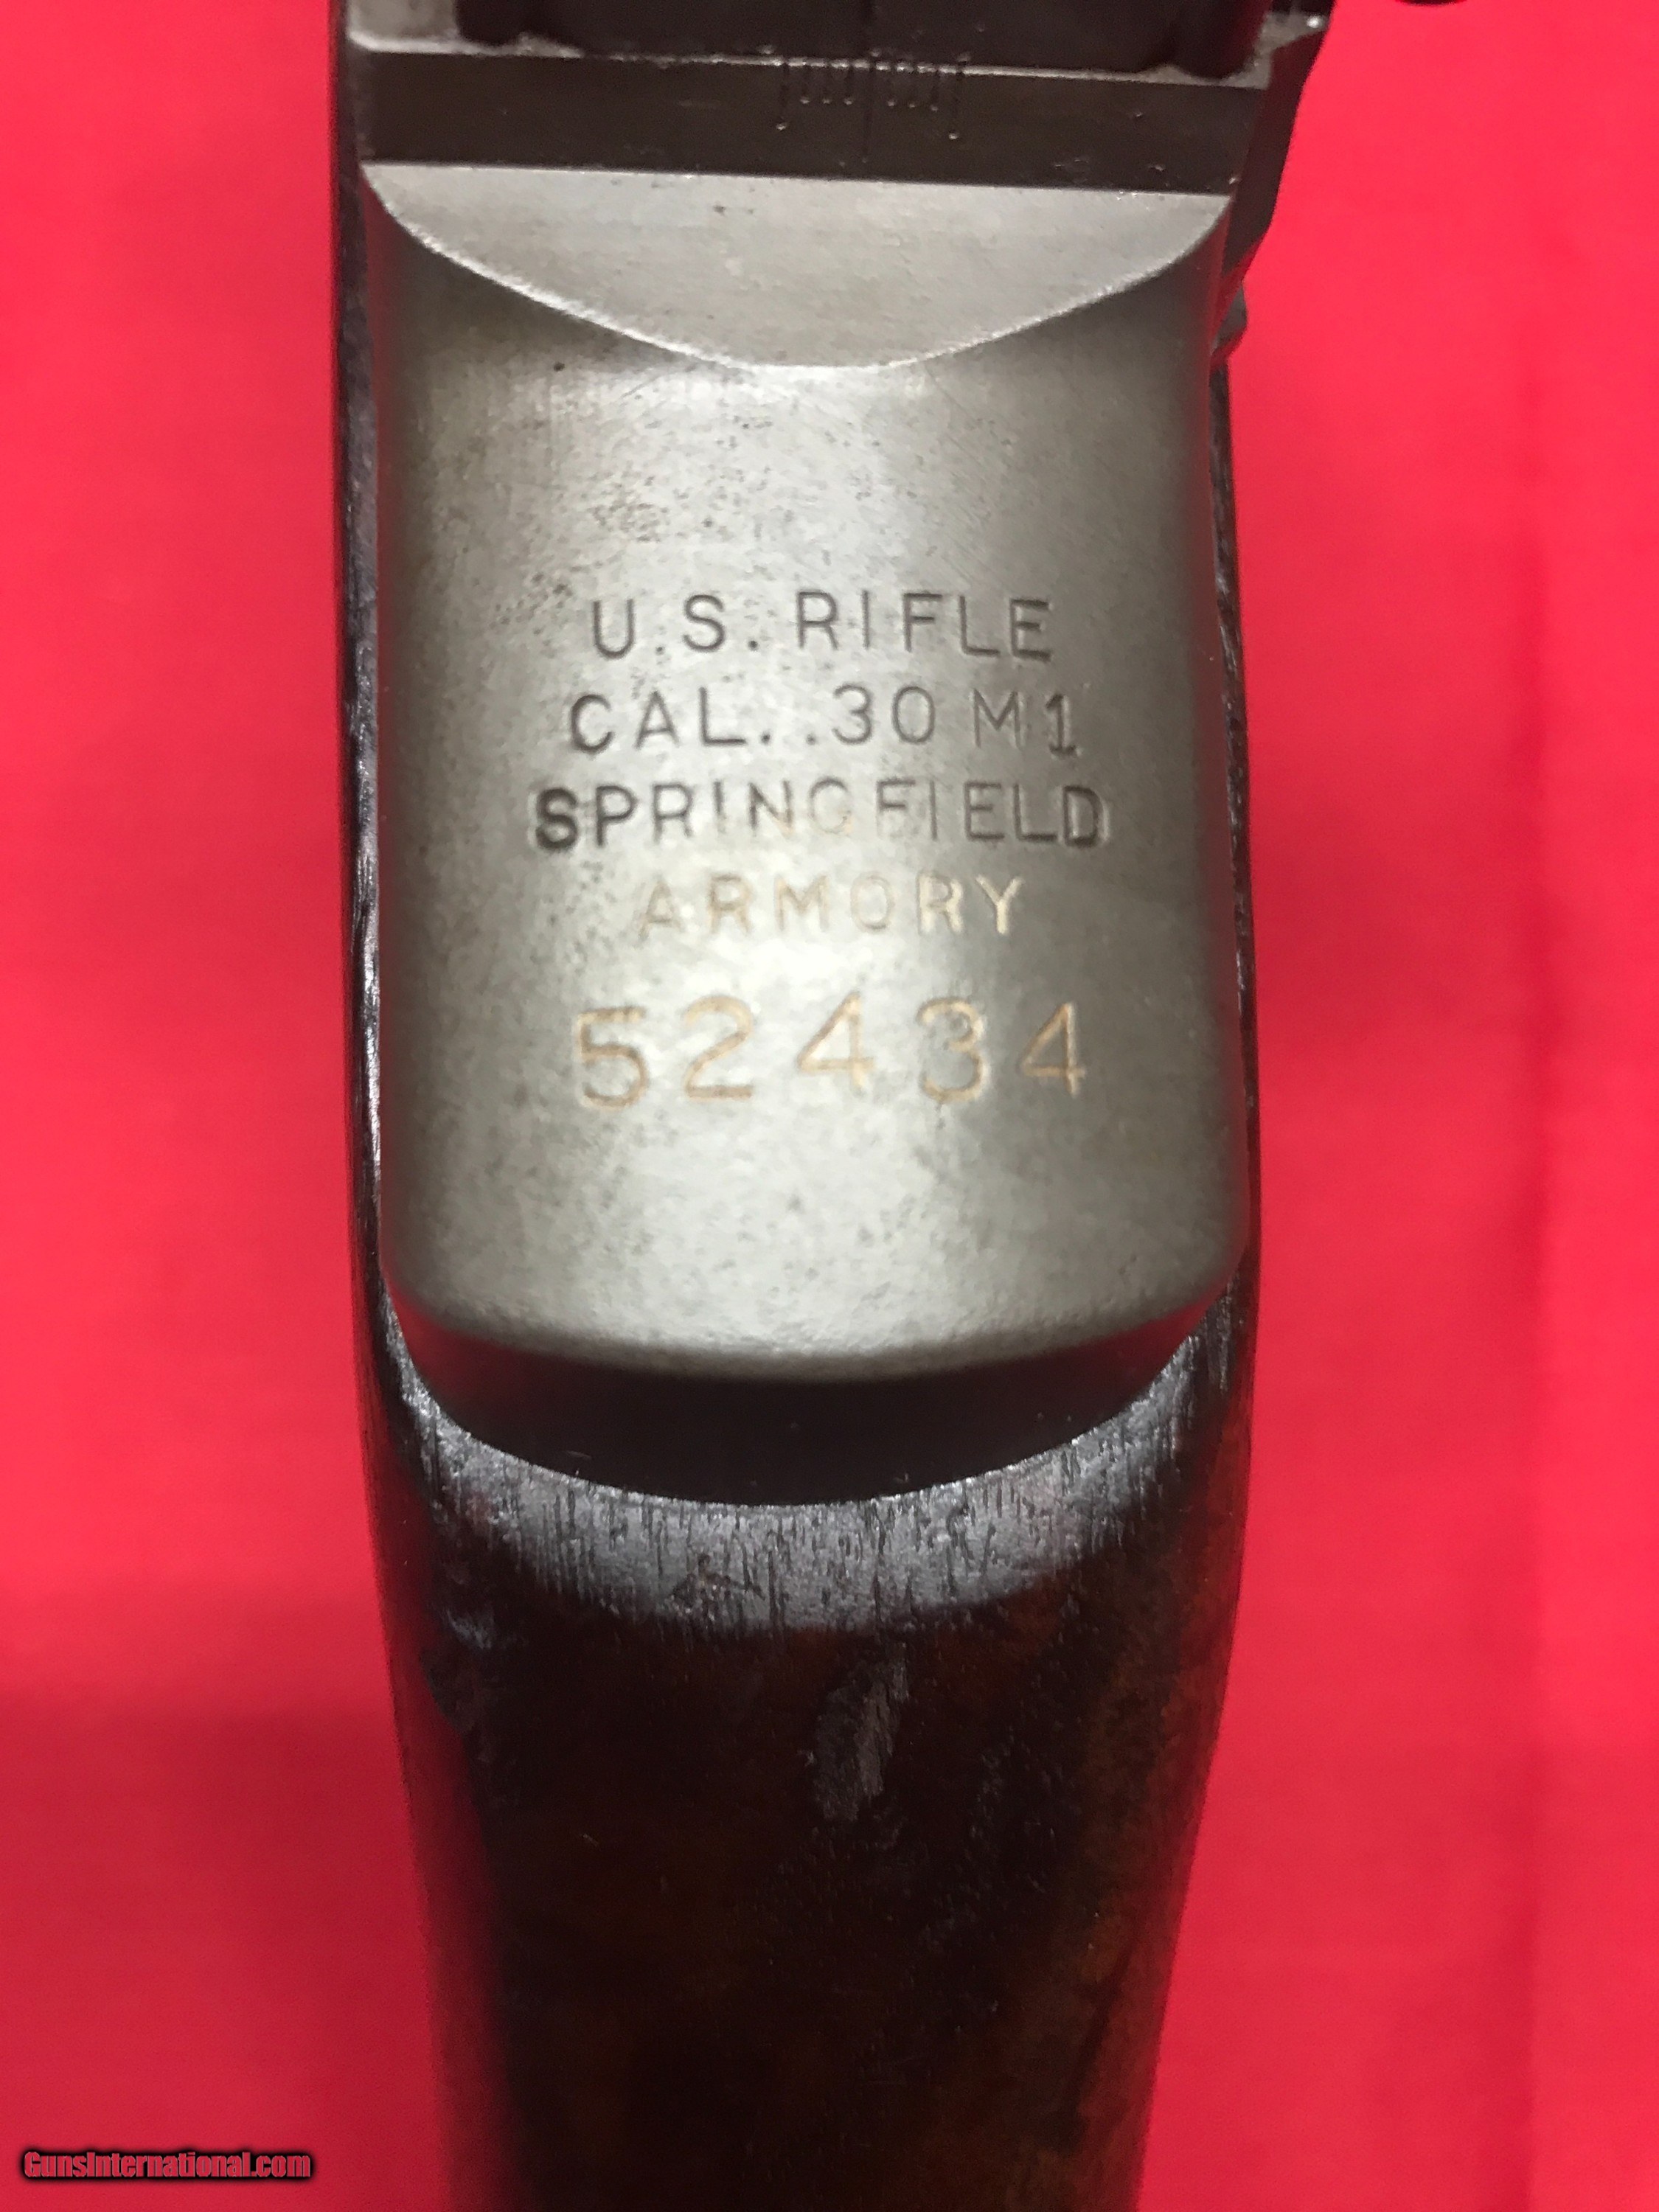 U.S. RIFLE
CAL. .30 M1
SPRINGFIELD
ARMORY
52434
GunsInternational.com